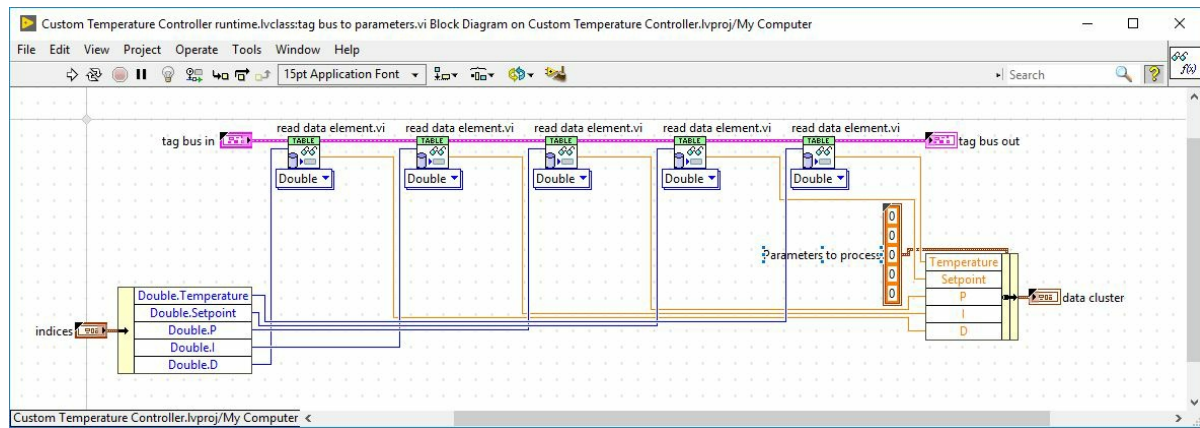 Custom Temperature Controller runtime.lvclass:tag bus to parameters.vi Block Diagram on Custom Temperature Controller.lvproj/My Computer
File Edit View Project Operate Tools Window Help
15pt Application Font
Search
tag bus in
read data element.vi read data element.vi read data element.vi read data element.vi read data element.vi
tag bus out
TABLE TABLE TABLE TABLE TABLE
Double Double Double Double Double
0
0
Parameters to process 0
0
0
Temperature
Setpoint
P
I
D
data cluster
indices
Double.Temperature
Double.Setpoint
Double.P
Double.I
Double.D
Custom Temperature Controller.lvproj/My Computer